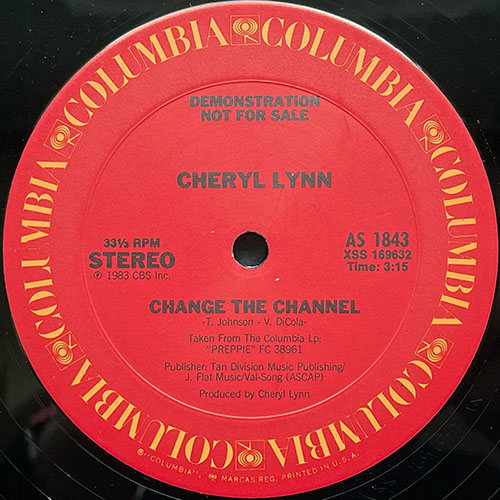 COLUMBIA COLUMBIA COLUMBIA COLUMBIA COLUMBIA COLUMBIA
DEMONSTRATION
NOT FOR SALE
CHERYL LYNN
33⅓ RPM
STEREO
℗ 1983 CBS Inc.
AS 1843
XSS 169632
Time: 3:15
CHANGE THE CHANNEL
-T. Johnson - V. DiCola-
Taken From The Columbia Lp:
"PREPPIE" FC 38961
Publisher: Tan Division Music Publishing/
J. Flat Music/Val-Song (ASCAP)
Produced by Cheryl Lynn
®"COLUMBIA", MARCAS REG. PRINTED IN U.S.A.